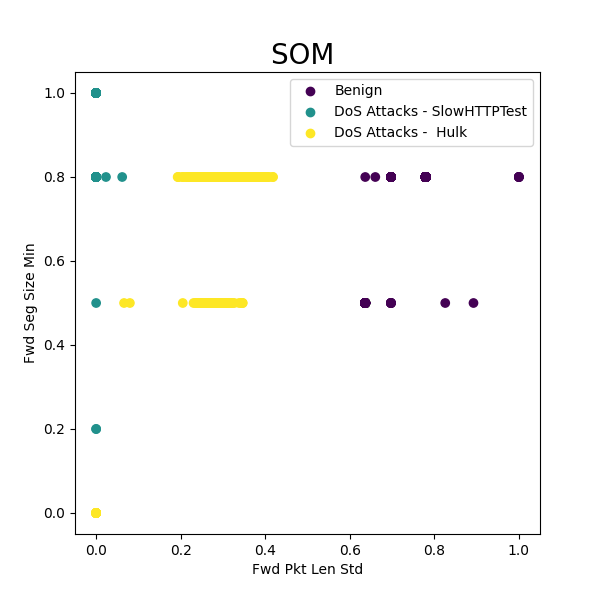 SOM
Benign
DoS Attacks - SlowHTTPTest
DoS Attacks -  Hulk
1.0
0.8
0.6
0.4
0.2
0.0
Fwd Seg Size Min
0.0 0.2 0.4 0.6 0.8 1.0
Fwd Pkt Len Std